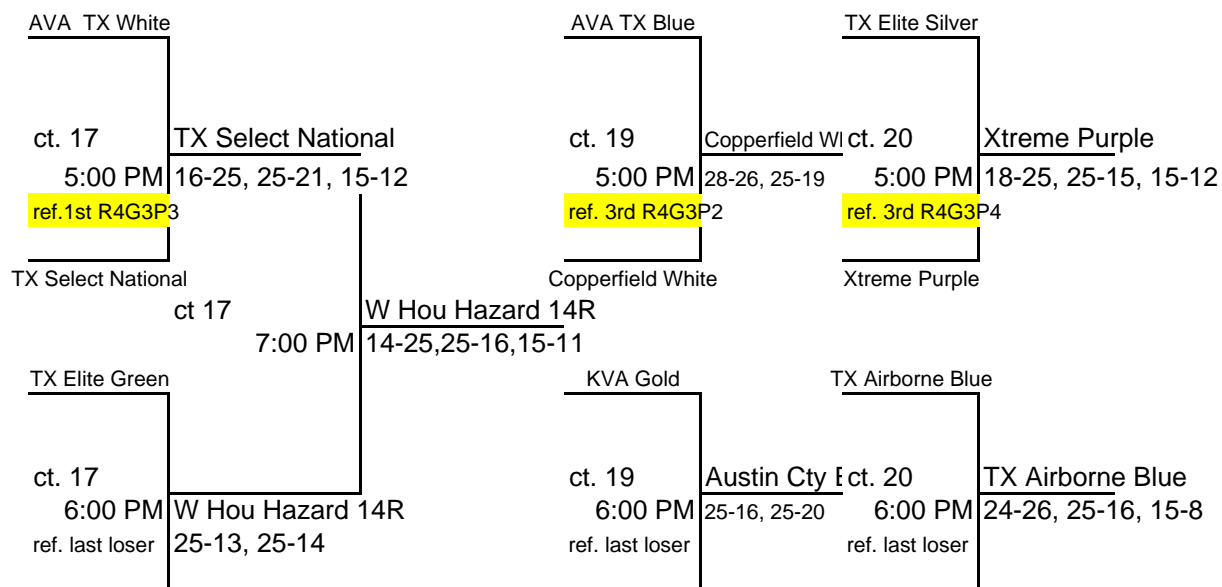 AVA TX White
AVA TX Blue
TX Elite Silver
ct. 17
TX Select National
ct. 19
Copperfield
ct. 20
Xtreme Purple
5:00 PM
16-25, 25-21, 15-12
5:00 PM
28-26, 25-19
5:00 PM
18-25, 25-15, 15-12
ref.1st R4G3P3
ref. 3rd R4G3P2
ref. 3rd R4G3P4
TX Select National
Copperfield White
Xtreme Purple
ct 17
W Hou Hazard 14R
7:00 PM
14-25,25-16,15-11
TX Elite Green
KVA Gold
TX Airborne Blue
ct. 17
ct. 19
Austin Cty
ct. 20
TX Airborne Blue
6:00 PM
W Hou Hazard 14R
6:00 PM
25-16, 25-20
6:00 PM
24-26, 25-16, 15-8
ref. last loser
25-13, 25-14
ref. last loser
ref. last loser